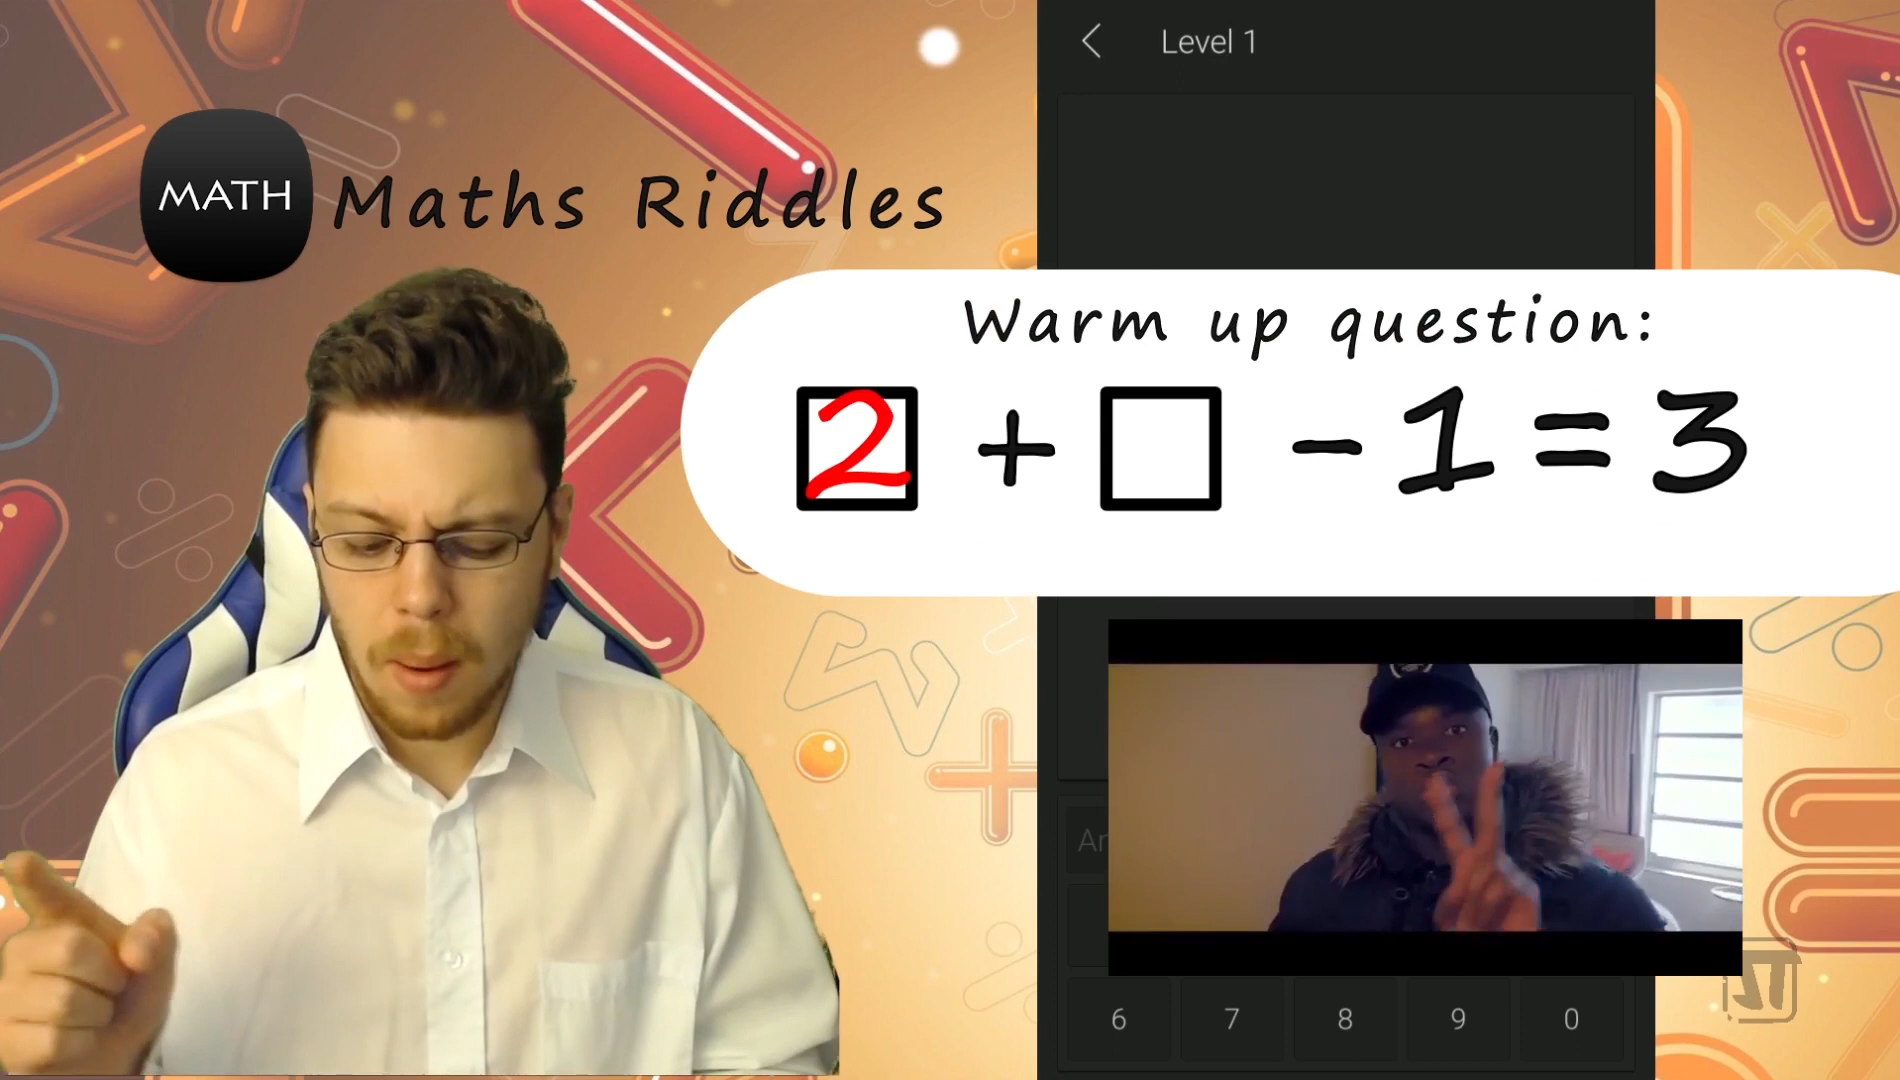 Level 1
MATH
Maths Riddles
Warm up question:
2 + □ - 1 = 3
6 7 8 9 0